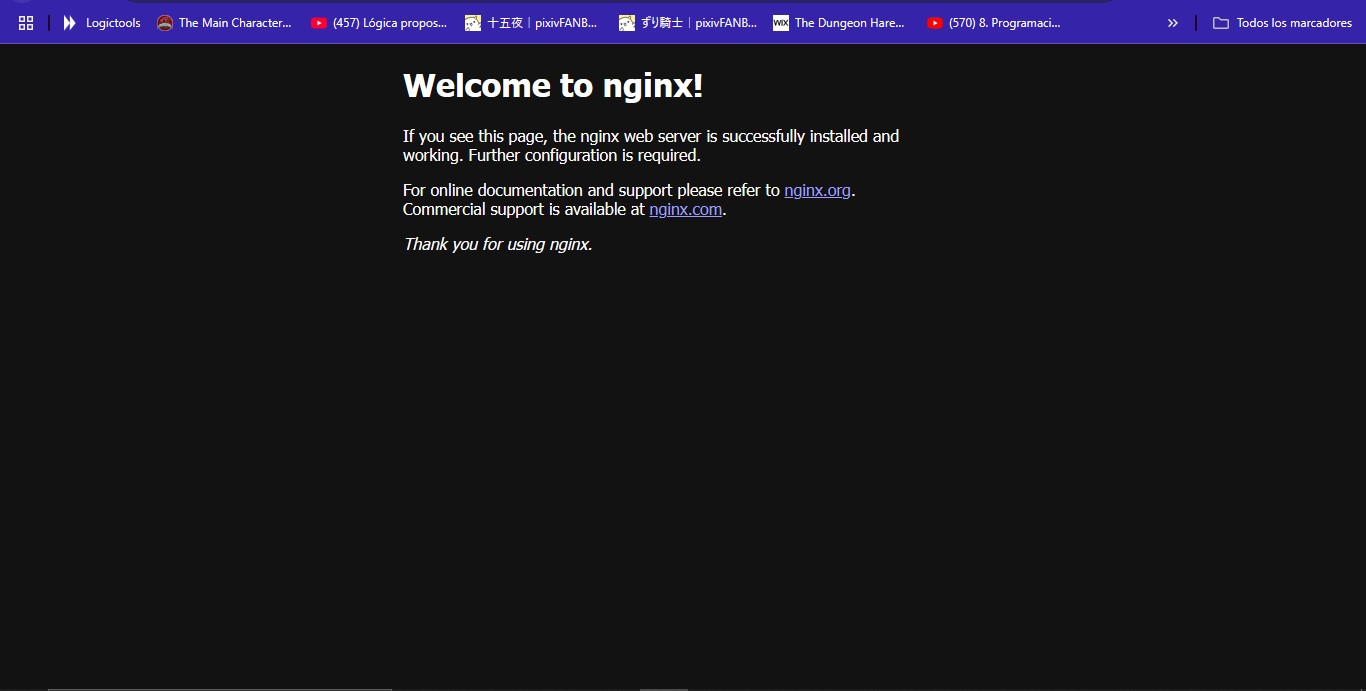 Logictools
The Main Character...
(457) Lógica propos...
十五夜｜pixivFANB...
ずり騎士｜pixivFANB...
WIX
The Dungeon Hare...
(570) 8. Programaci...
Todos los marcadores
Welcome to nginx!
If you see this page, the nginx web server is successfully installed and
working. Further configuration is required.
For online documentation and support please refer to nginx.org.
Commercial support is available at nginx.com.
Thank you for using nginx.